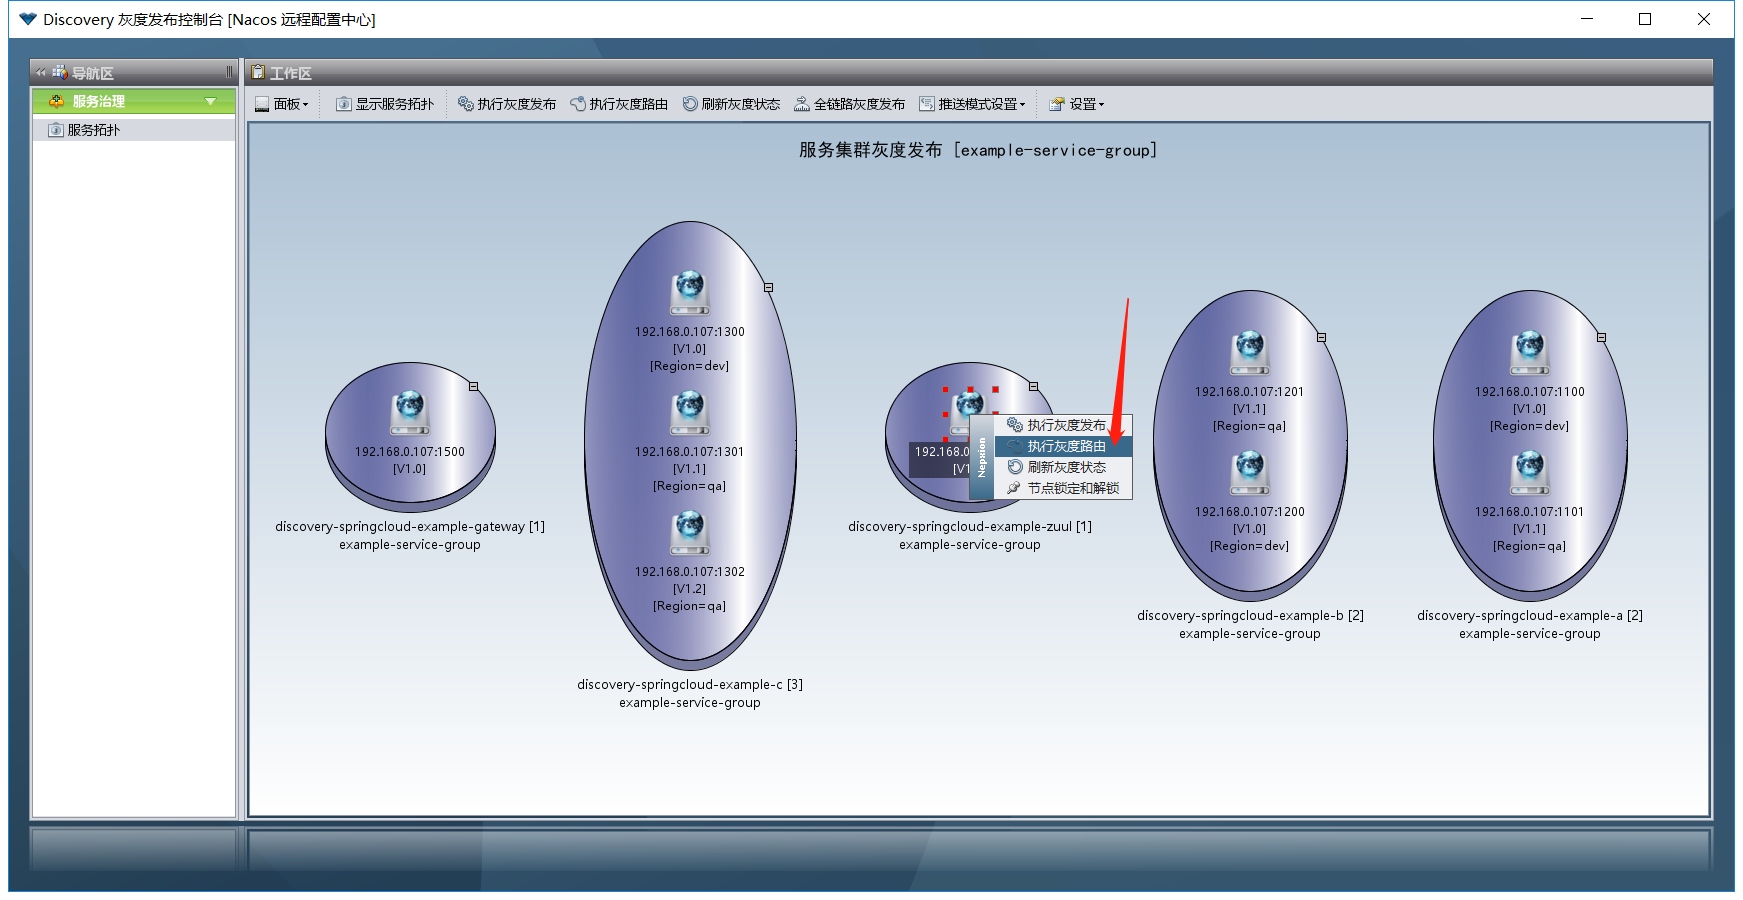 Discovery 灰度发布控制台 [Nacos 远程配置中心]
导航区
工作区
服务治理
服务拓扑
面板 显示服务拓扑 执行灰度发布 执行灰度路由 刷新灰度状态 全链路灰度发布 推送模式设置 设置
服务集群灰度发布 [example-service-group]
192.168.0.107:1500
[V1.0]
discovery-springcloud-example-gateway [1]
example-service-group
192.168.0.107:1300
[V1.0]
[Region=dev]
192.168.0.107:1301
[V1.1]
[Region=qa]
192.168.0.107:1302
[V1.2]
[Region=qa]
discovery-springcloud-example-c [3]
example-service-group
192.168.0
[V1
Nepxion
执行灰度发布
执行灰度路由
刷新灰度状态
节点锁定和解锁
discovery-springcloud-example-zuul [1]
example-service-group
192.168.0.107:1201
[V1.1]
[Region=qa]
192.168.0.107:1200
[V1.0]
[Region=dev]
discovery-springcloud-example-b [2]
example-service-group
192.168.0.107:1100
[V1.0]
[Region=dev]
192.168.0.107:1101
[V1.1]
[Region=qa]
discovery-springcloud-example-a [2]
example-service-group